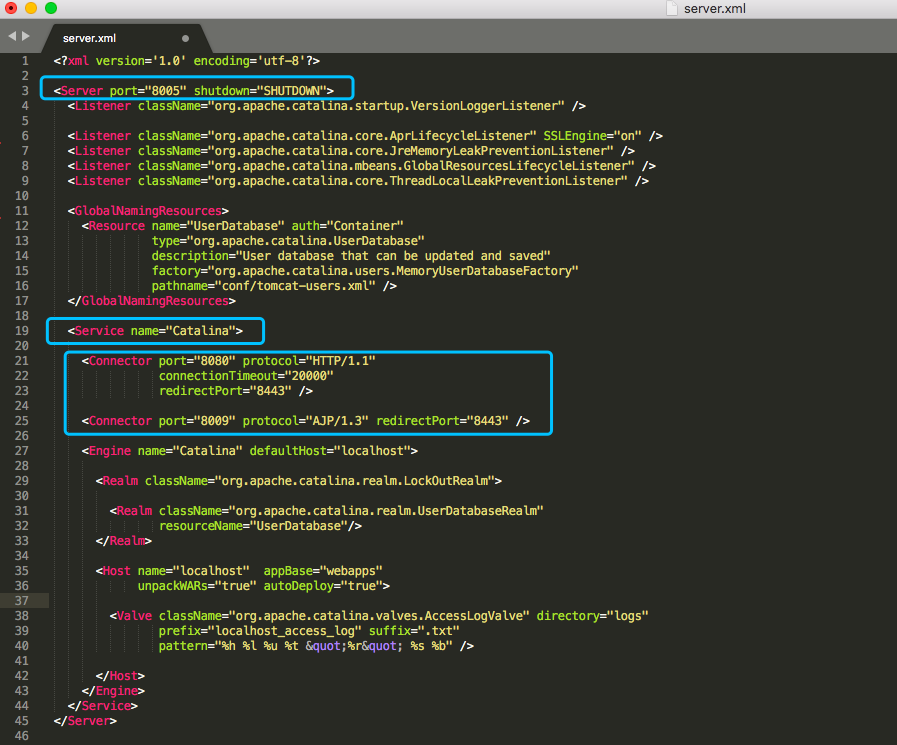 server.xml
server.xml
1 <?xml version='1.0' encoding='utf-8'?>
2
3 <Server port="8005" shutdown="SHUTDOWN">
4   <Listener className="org.apache.catalina.startup.VersionLoggerListener" />
5
6   <Listener className="org.apache.catalina.core.AprLifecycleListener" SSLEngine="on" />
7   <Listener className="org.apache.catalina.core.JreMemoryLeakPreventionListener" />
8   <Listener className="org.apache.catalina.mbeans.GlobalResourcesLifecycleListener" />
9   <Listener className="org.apache.catalina.core.ThreadLocalLeakPreventionListener" />
10
11   <GlobalNamingResources>
12     <Resource name="UserDatabase" auth="Container"
13               type="org.apache.catalina.UserDatabase"
14               description="User database that can be updated and saved"
15               factory="org.apache.catalina.users.MemoryUserDatabaseFactory"
16               pathname="conf/tomcat-users.xml" />
17   </GlobalNamingResources>
18
19   <Service name="Catalina">
20
21     <Connector port="8080" protocol="HTTP/1.1"
22                connectionTimeout="20000"
23                redirectPort="8443" />
24
25     <Connector port="8009" protocol="AJP/1.3" redirectPort="8443" />
26
27     <Engine name="Catalina" defaultHost="localhost">
28
29       <Realm className="org.apache.catalina.realm.LockOutRealm">
30
31         <Realm className="org.apache.catalina.realm.UserDatabaseRealm"
32                resourceName="UserDatabase"/>
33       </Realm>
34
35       <Host name="localhost"  appBase="webapps"
36             unpackWARs="true" autoDeploy="true">
37
38         <Valve className="org.apache.catalina.valves.AccessLogValve" directory="logs"
39                prefix="localhost_access_log" suffix=".txt"
40                pattern="%h %l %u %t &quot;%r&quot; %s %b" />
41
42       </Host>
43     </Engine>
44   </Service>
45 </Server>
46